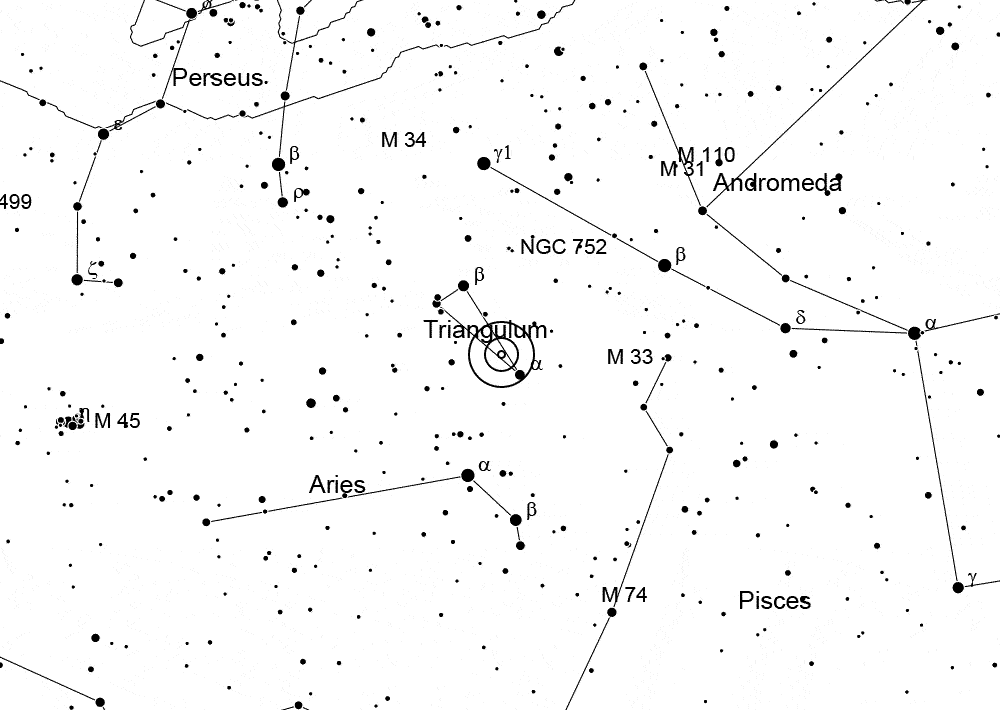 Perseus
ε
β
M 34
γ1
M 110
M 31
Andromeda
ρ
499
NGC 752
β
ζ
β
δ
α
Triangulum
M 33
α
η
M 45
α
Aries
β
γ
M 74
Pisces